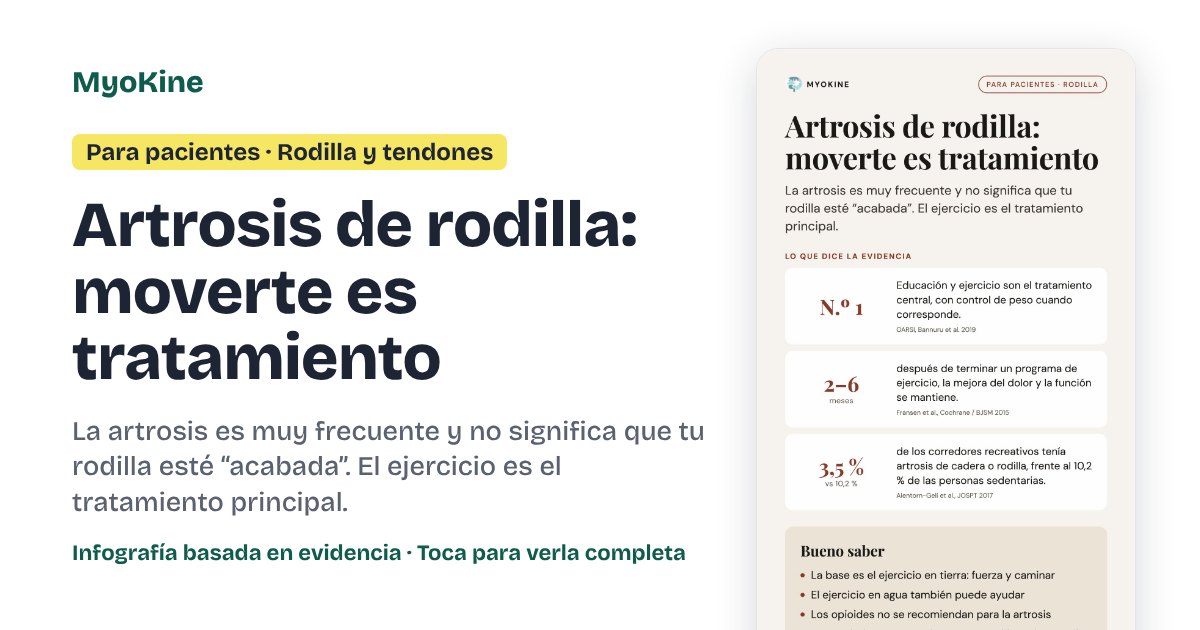 MyoKine
Para pacientes · Rodilla y tendones
Artrosis de rodilla:
moverte es
tratamiento
La artrosis es muy frecuente y no significa que tu
rodilla esté “acabada”. El ejercicio es el
tratamiento principal.
Infografía basada en evidencia · Toca para verla completa
MYOKINE
PARA PACIENTES · RODILLA
Artrosis de rodilla:
moverte es tratamiento
La artrosis es muy frecuente y no significa que tu
rodilla esté “acabada”. El ejercicio es el tratamiento
principal.
LO QUE DICE LA EVIDENCIA
N.º 1
Educación y ejercicio son el tratamiento
central, con control de peso cuando
corresponde.
OARSI, Bannuru et al. 2019
2–6
meses
después de terminar un programa de
ejercicio, la mejora del dolor y la función
se mantiene.
Fransen et al., Cochrane / BJSM 2015
3,5 %
vs 10,2 %
de los corredores recreativos tenía
artrosis de cadera o rodilla, frente al 10,2
% de las personas sedentarias.
Alentorn-Geli et al., JOSPT 2017
Bueno saber
• La base es el ejercicio en tierra: fuerza y caminar
• El ejercicio en agua también puede ayudar
• Los opioides no se recomiendan para la artrosis